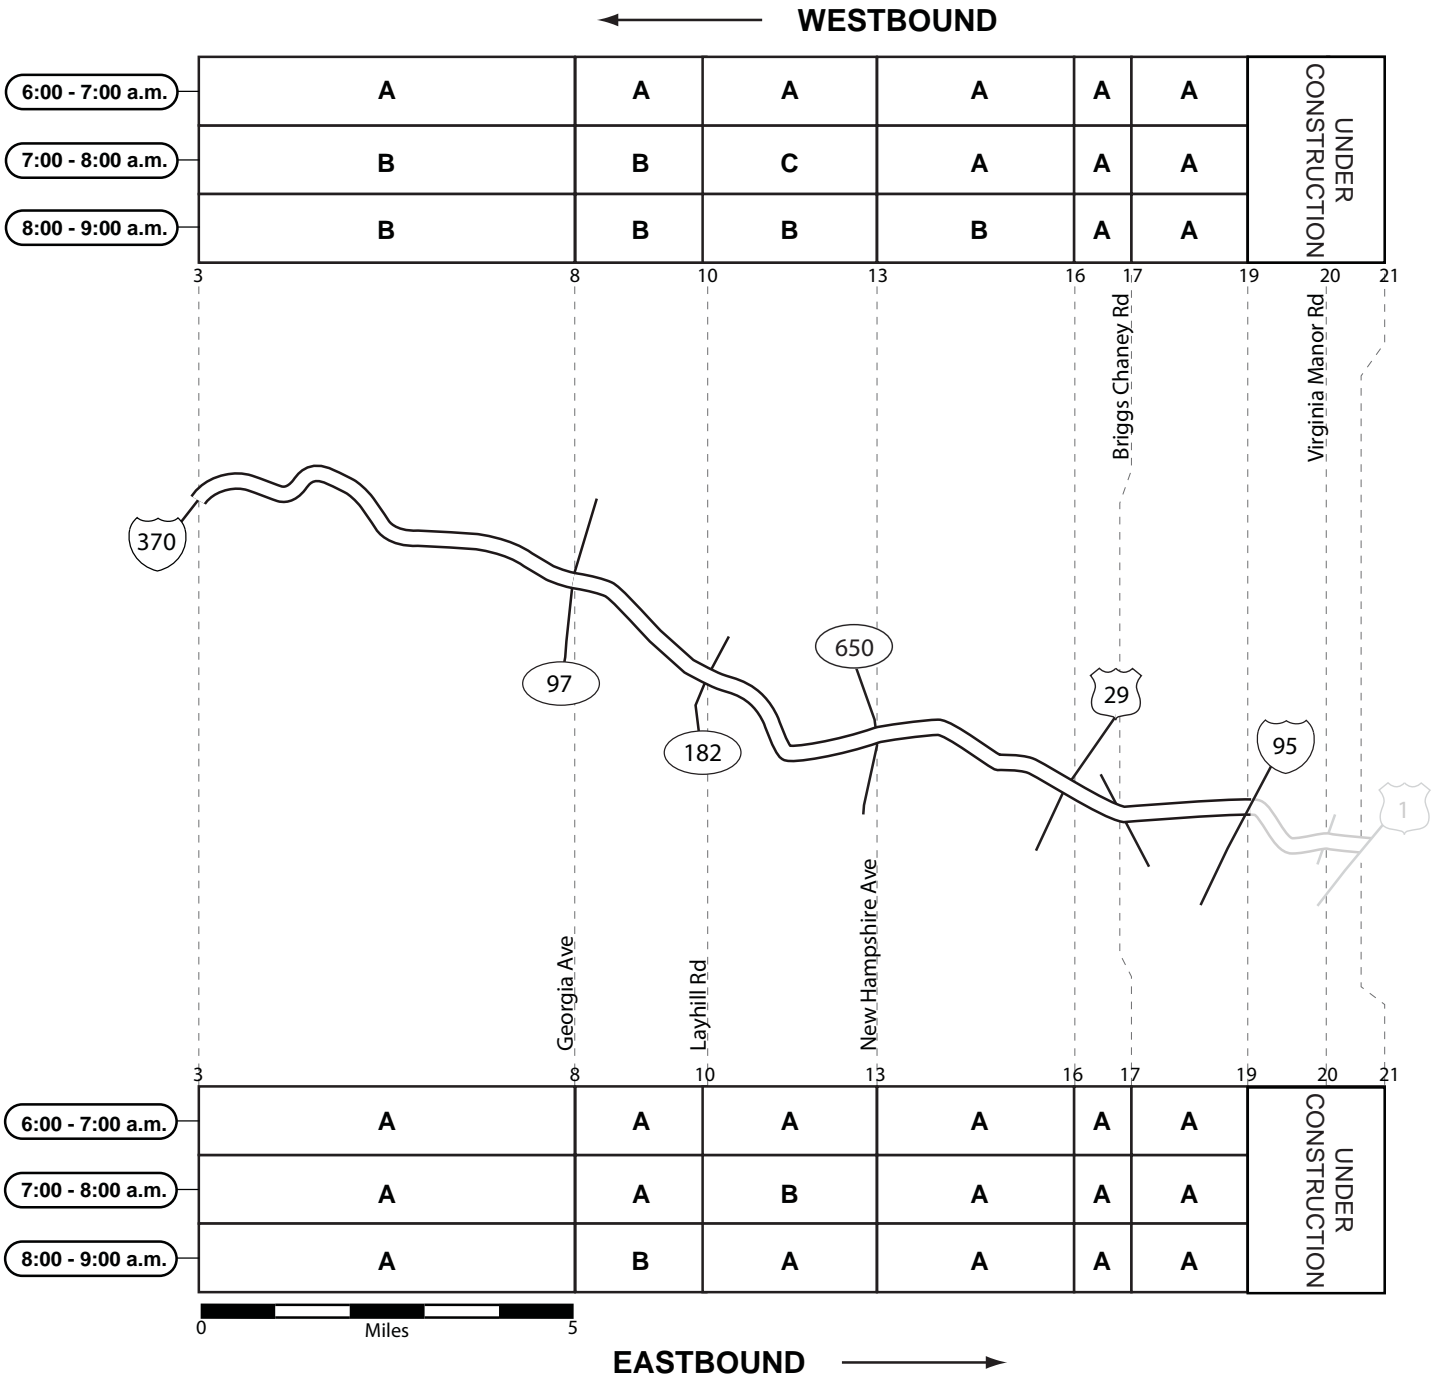 WESTBOUND
6:00 - 7:00 a.m. A A A A A A
7:00 - 8:00 a.m. B B C A A A
8:00 - 9:00 a.m. B B B B A A
UNDER
CONSTRUCTION
3 8 10 13 16 17 19 20 21
Briggs Chaney Rd
Virginia Manor Rd
370
97
182
650
29
95
1
Georgia Ave
Layhill Rd
New Hampshire Ave
3 8 10 13 16 17 19 20 21
6:00 - 7:00 a.m. A A A A A A
7:00 - 8:00 a.m. A A B A A A
8:00 - 9:00 a.m. A B A A A A
UNDER
CONSTRUCTION
0 Miles 5
EASTBOUND